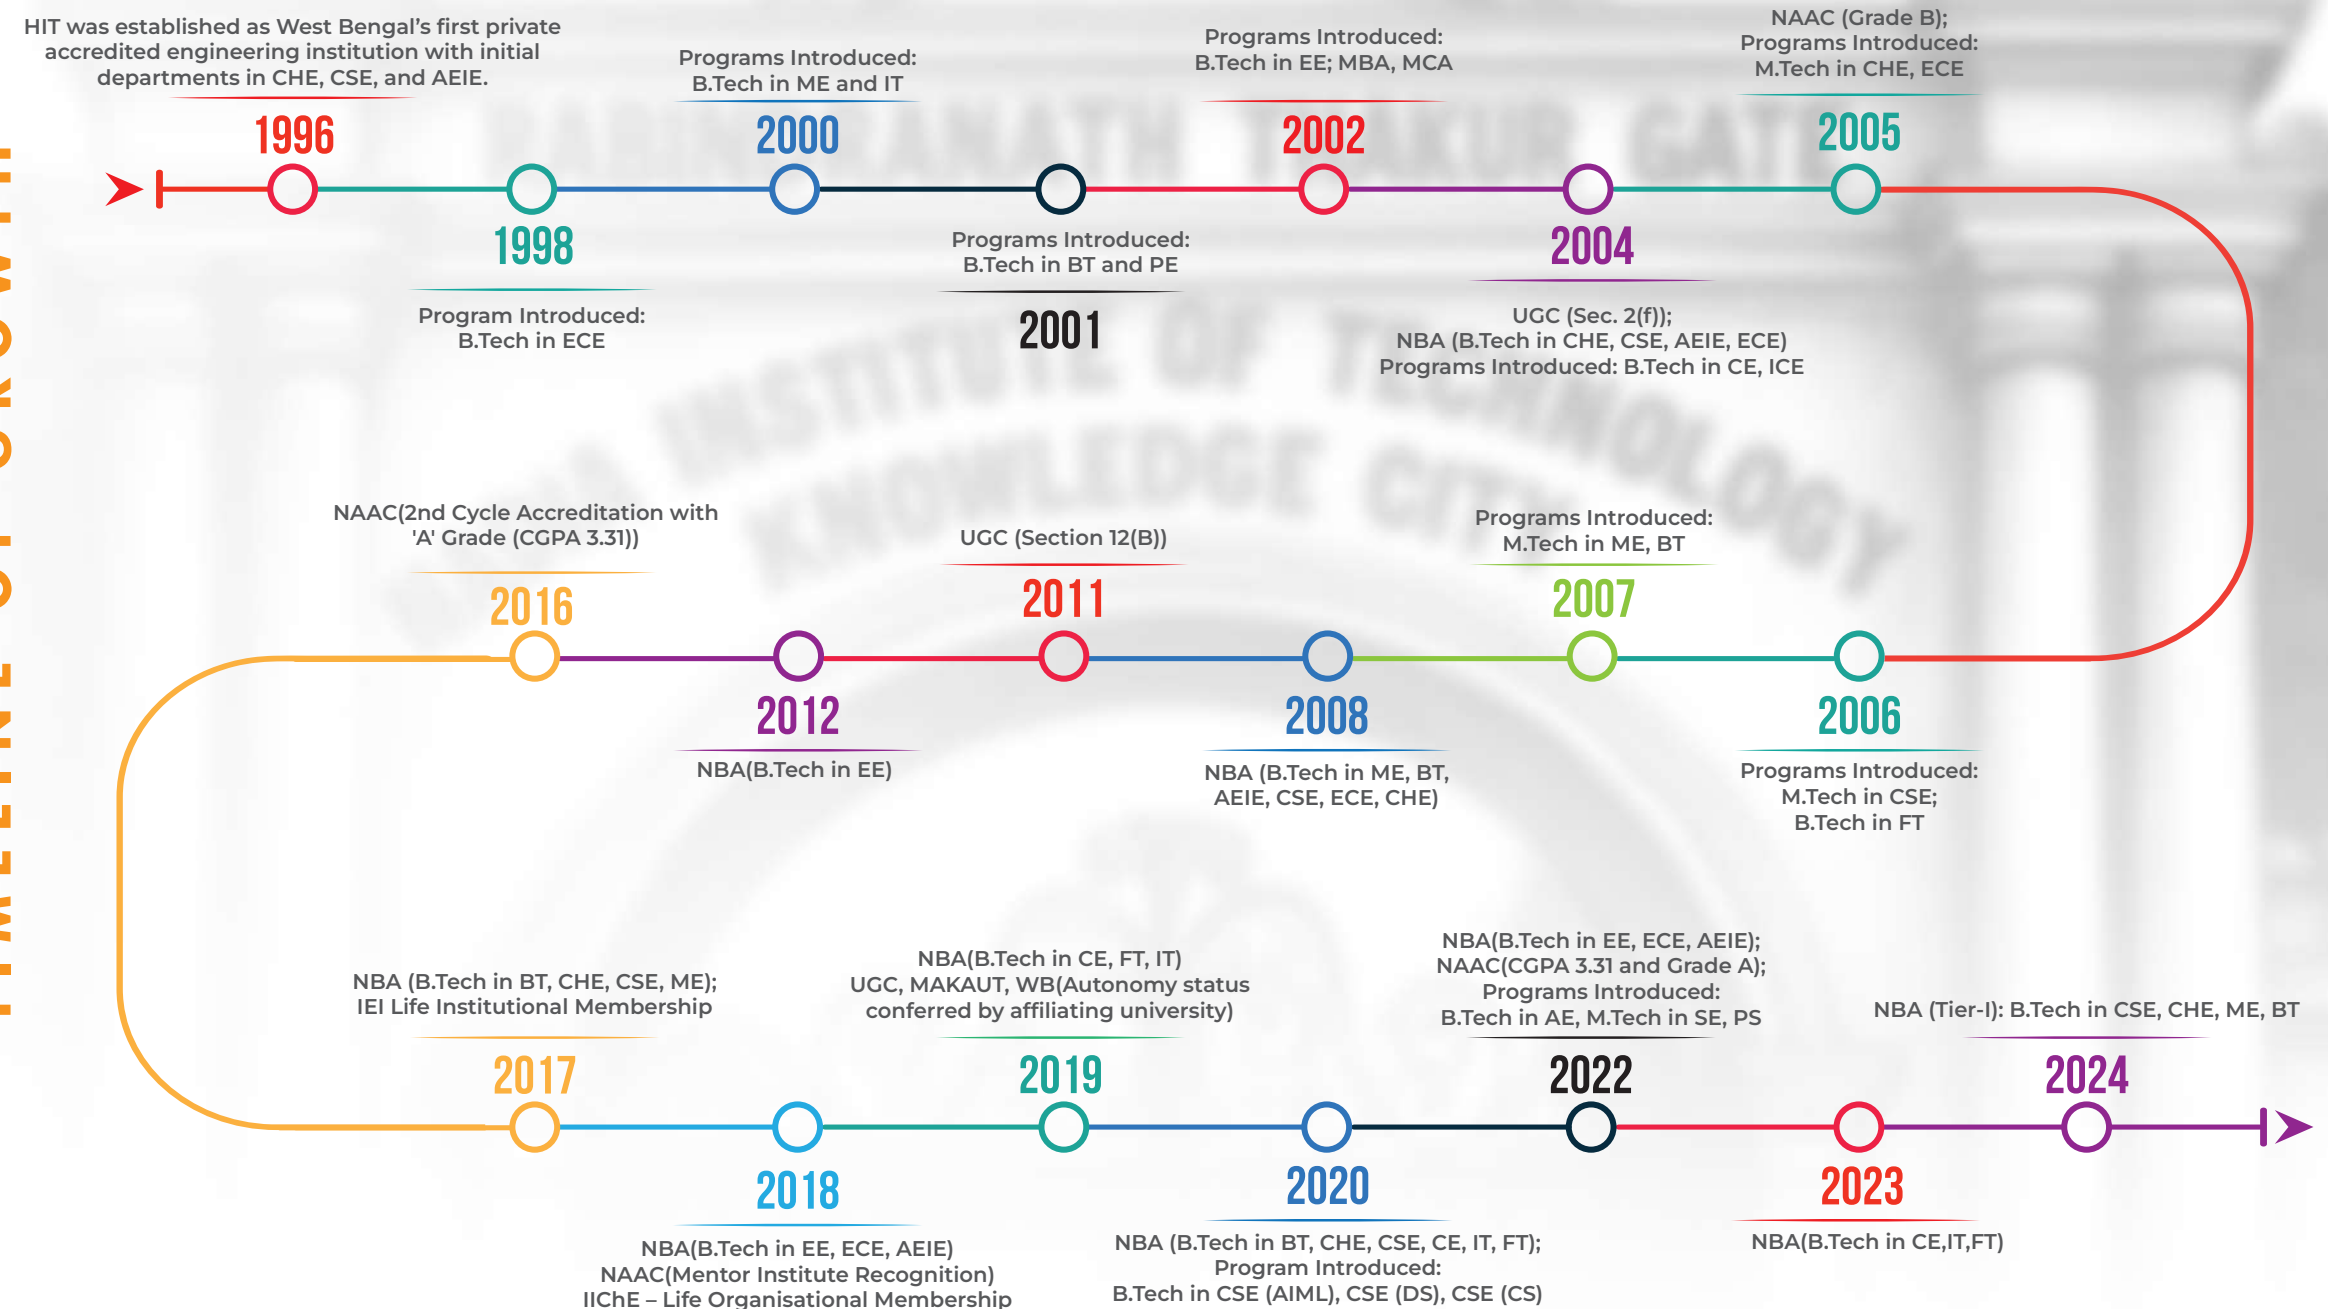 HIT was established as West Bengal’s first private
accredited engineering institution with initial
departments in CHE, CSE, and AEIE.
1996
1998
Program Introduced:
B.Tech in ECE
Programs Introduced:
B.Tech in ME and IT
2000
Programs Introduced:
B.Tech in BT and PE
2001
Programs Introduced:
B.Tech in EE; MBA, MCA
2002
2004
UGC (Sec. 2(f));
NBA (B.Tech in CHE, CSE, AEIE, ECE)
Programs Introduced: B.Tech in CE, ICE
NAAC (Grade B);
Programs Introduced:
M.Tech in CHE, ECE
2005
2006
Programs Introduced:
M.Tech in CSE;
B.Tech in FT
Programs Introduced:
M.Tech in ME, BT
2007
2008
NBA (B.Tech in ME, BT,
AEIE, CSE, ECE, CHE)
UGC (Section 12(B))
2011
2012
NBA(B.Tech in EE)
NAAC(2nd Cycle Accreditation with
'A' Grade (CGPA 3.31))
2016
NBA (B.Tech in BT, CHE, CSE, ME);
IEI Life Institutional Membership
2017
2018
NBA(B.Tech in EE, ECE, AEIE)
NAAC(Mentor Institute Recognition)
IIChE – Life Organisational Membership
NBA(B.Tech in CE, FT, IT)
UGC, MAKAUT, WB(Autonomy status
conferred by affiliating university)
2019
2020
NBA (B.Tech in BT, CHE, CSE, CE, IT, FT);
Program Introduced:
B.Tech in CSE (AIML), CSE (DS), CSE (CS)
NBA(B.Tech in EE, ECE, AEIE);
NAAC(CGPA 3.31 and Grade A);
Programs Introduced:
B.Tech in AE, M.Tech in SE, PS
2022
2023
NBA(B.Tech in CE,IT,FT)
NBA (Tier-I): B.Tech in CSE, CHE, ME, BT
2024
INSTITUTE OF TECHNOLOGY
KNOWLEDGE CITY